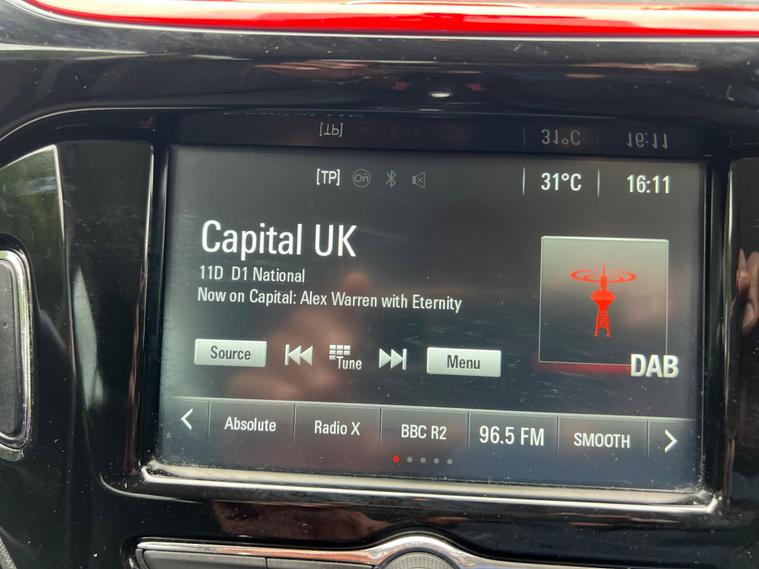 [TP] On 31°C 16:11
Capital UK
11D D1 National
Now on Capital: Alex Warren with Eternity
DAB
Source Tune Menu
Absolute Radio X BBC R2 96.5 FM SMOOTH